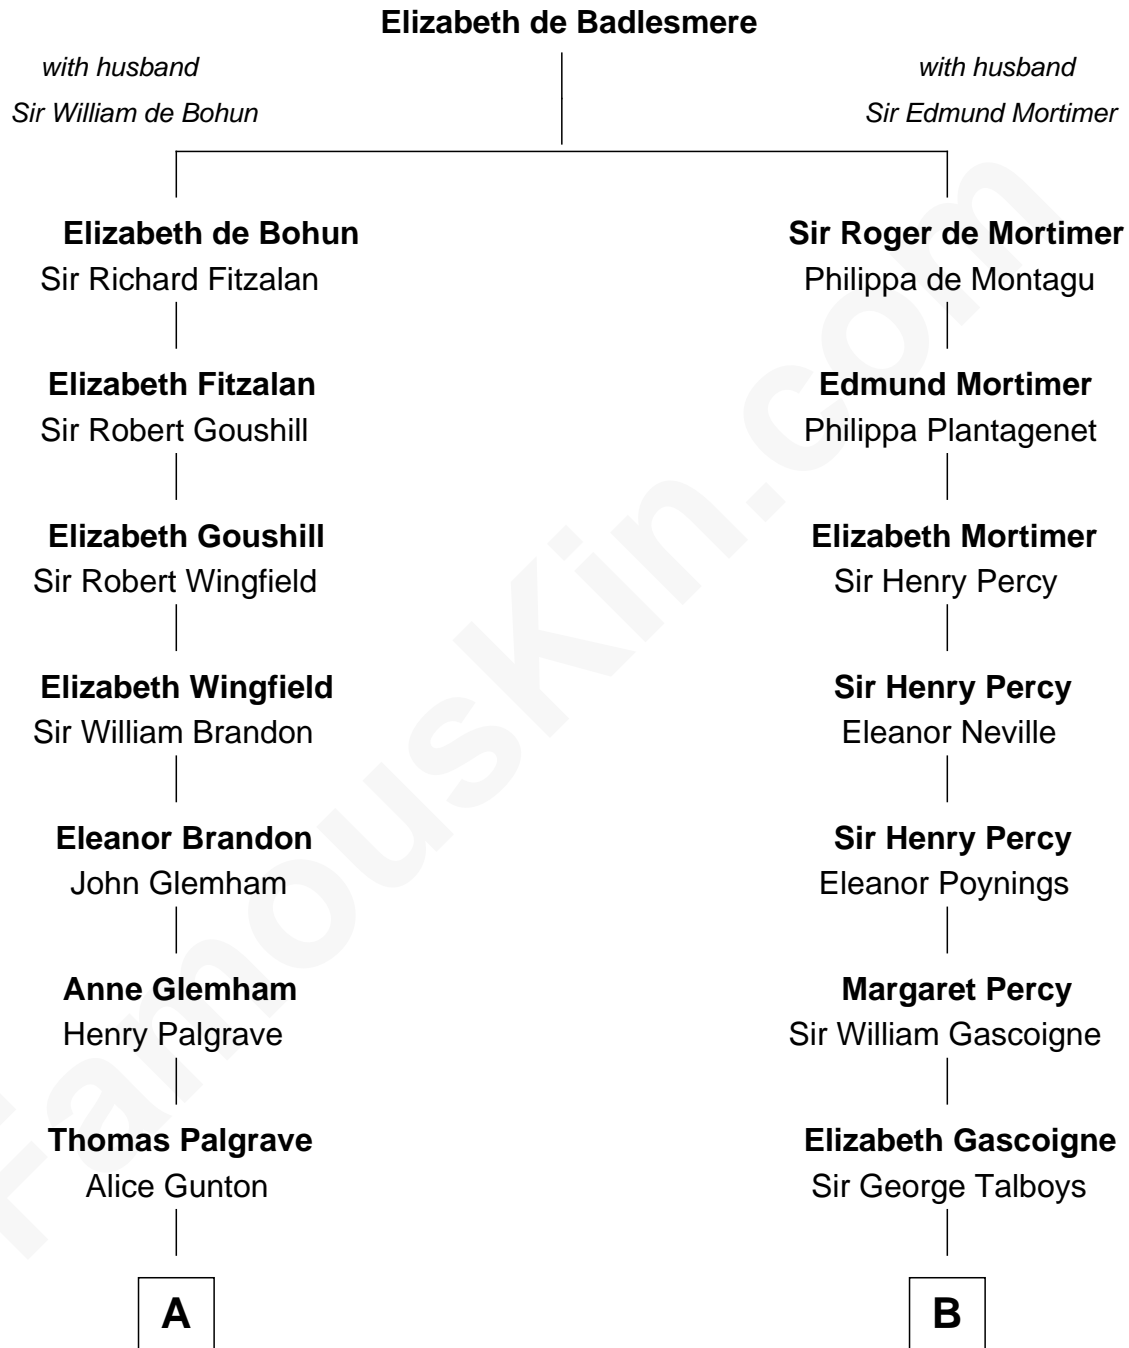 Elizabeth de Badlesmere
with husband
Sir William de Bohun
with husband
Sir Edmund Mortimer
Elizabeth de Bohun
Sir Richard Fitzalan
Sir Roger de Mortimer
Philippa de Montagu
Elizabeth Fitzalan
Sir Robert Goushill
Edmund Mortimer
Philippa Plantagenet
Elizabeth Goushill
Sir Robert Wingfield
Elizabeth Mortimer
Sir Henry Percy
Elizabeth Wingfield
Sir William Brandon
Sir Henry Percy
Eleanor Neville
Eleanor Brandon
John Glemham
Sir Henry Percy
Eleanor Poynings
Anne Glemham
Henry Palgrave
Margaret Percy
Sir William Gascoigne
Thomas Palgrave
Alice Gunton
Elizabeth Gascoigne
Sir George Talboys
A
B
FamousKin.com